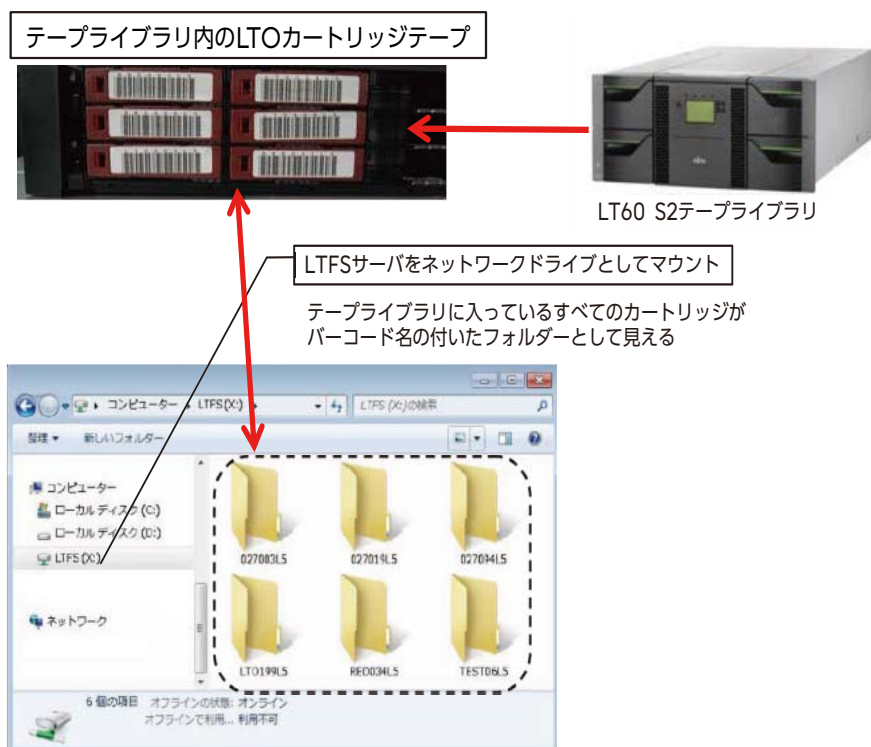 テープライブラリ内のLTOカートリッジテープ
LT60 S2テープライブラリ
LTFSサーバをネットワークドライブとしてマウント
テープライブラリに入っているすべてのカートリッジが
バーコード名の付いたフォルダーとして見える
コンピューター LTFS(X:)
LTFS (X:)の検索
整理 新しいフォルダー
コンピューター
ローカル ディスク (C:)
ローカル ディスク (D:)
LTFS (X:)
ネットワーク
027003L5 027019L5 027094L5
LTO199L5 RED034L5 TEST06L5
6 個の項目 オフラインの状態: オンライン
オフラインで利用... 利用不可